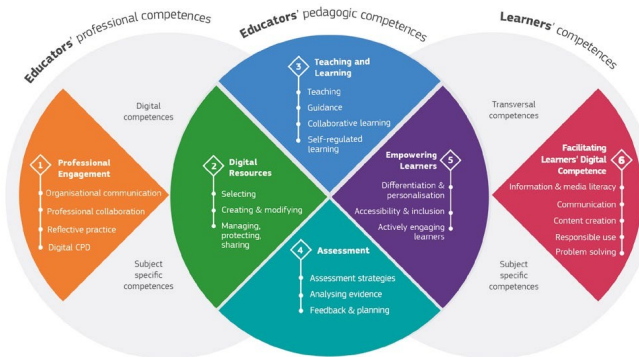 Educators' professional competences
Educators' pedagogic competences
Learners' competences
Digital
competences
Subject
specific
competences
1
Professional
Engagement
Organisational communication
Professional collaboration
Reflective practice
Digital CPD
2
Digital
Resources
Selecting
Creating & modifying
Managing,
protecting,
sharing
3
Teaching and
Learning
Teaching
Guidance
Collaborative learning
Self-regulated
learning
4
Assessment
Assessment strategies
Analysing evidence
Feedback & planning
5
Empowering
Learners
Differentiation &
personalisation
Accessibility & inclusion
Actively engaging
learners
Transversal
competences
Subject
specific
competences
6
Facilitating
Learners' Digital
Competence
Information & media literacy
Communication
Content creation
Responsible use
Problem solving